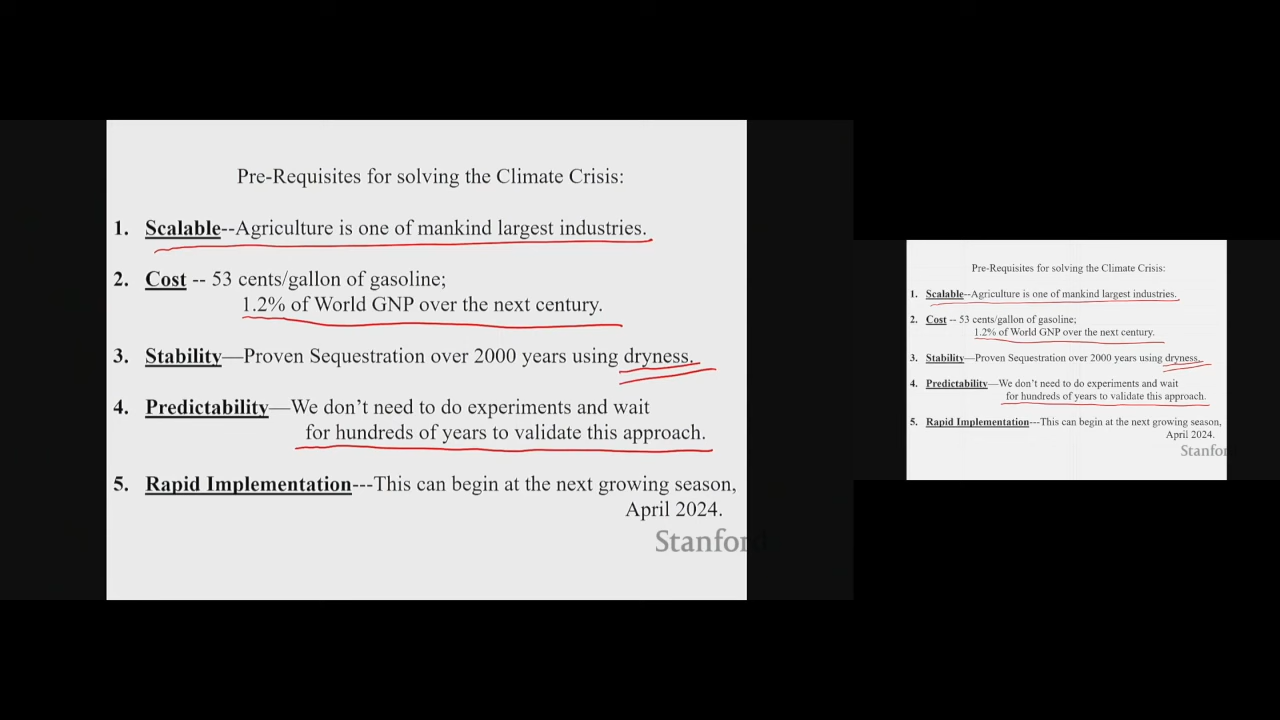 Pre-Requisites for solving the Climate Crisis:
1. Scalable--Agriculture is one of mankind largest industries.
2. Cost -- 53 cents/gallon of gasoline;
1.2% of World GNP over the next century.
3. Stability—Proven Sequestration over 2000 years using dryness.
4. Predictability—We don't need to do experiments and wait
for hundreds of years to validate this approach.
5. Rapid Implementation---This can begin at the next growing season,
April 2024.
Stanford
Pre-Requisites for solving the Climate Crisis:
1. Scalable--Agriculture is one of mankind largest industries.
2. Cost -- 53 cents/gallon of gasoline;
1.2% of World GNP over the next century.
3. Stability—Proven Sequestration over 2000 years using dryness.
4. Predictability—We don't need to do experiments and wait
for hundreds of years to validate this approach.
5. Rapid Implementation---This can begin at the next growing season,
April 2024.
Stanford